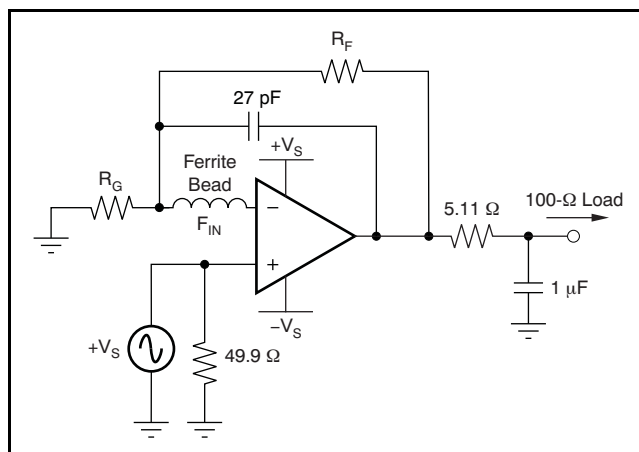 R_F
27 pF
+V_S
Ferrite
Bead
R_G
F_IN
−
+
5.11 Ω
100-Ω Load
1 μF
−V_S
+V_S
49.9 Ω